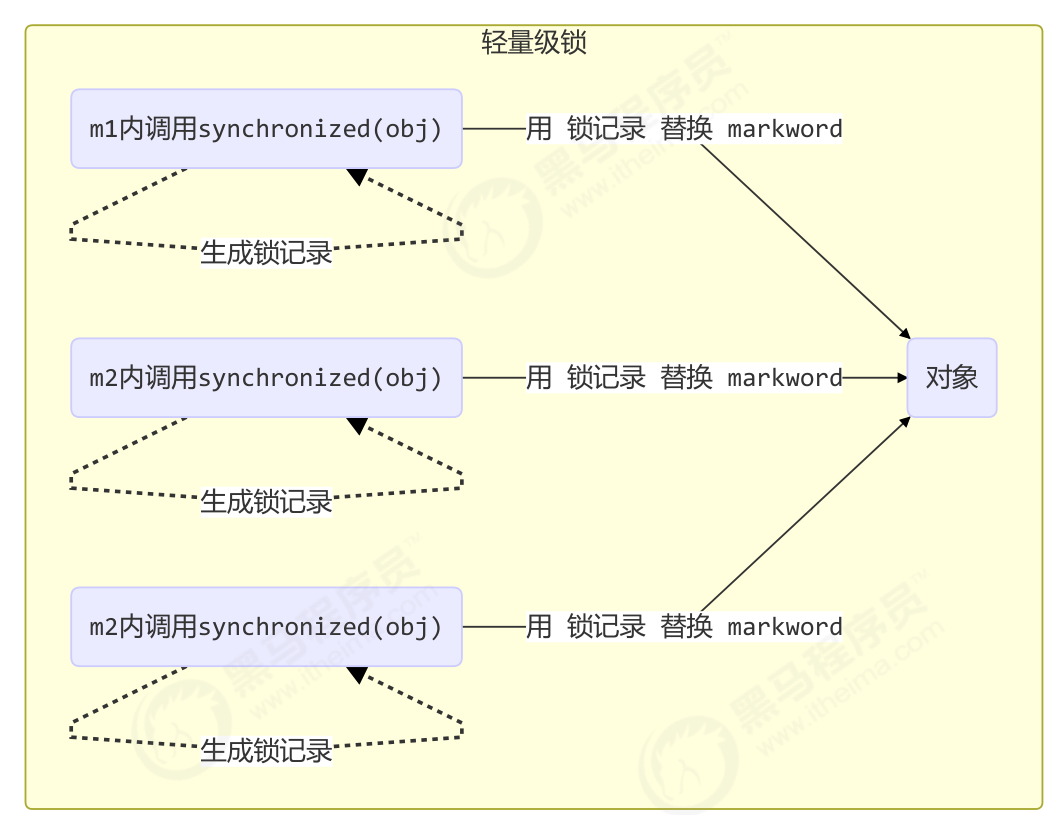 轻量级锁
m1内调用synchronized(obj)
用 锁记录 替换 markword
生成锁记录
m2内调用synchronized(obj)
用 锁记录 替换 markword
对象
生成锁记录
m2内调用synchronized(obj)
用 锁记录 替换 markword
生成锁记录
黑马程序员™
www.itheima.com
黑马程序员™
www.itheima.com
黑马程序员™
www.itheima.com